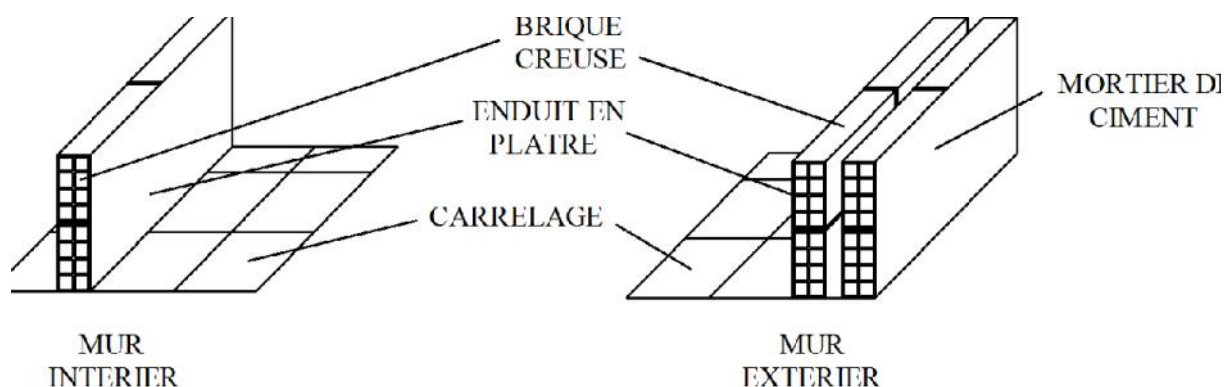 BRIQUE
CREUSE
ENDUIT EN
PLATRE
CARRELAGE
MORTIER DE
CIMENT
MUR
INTERIER
MUR
EXTERIER